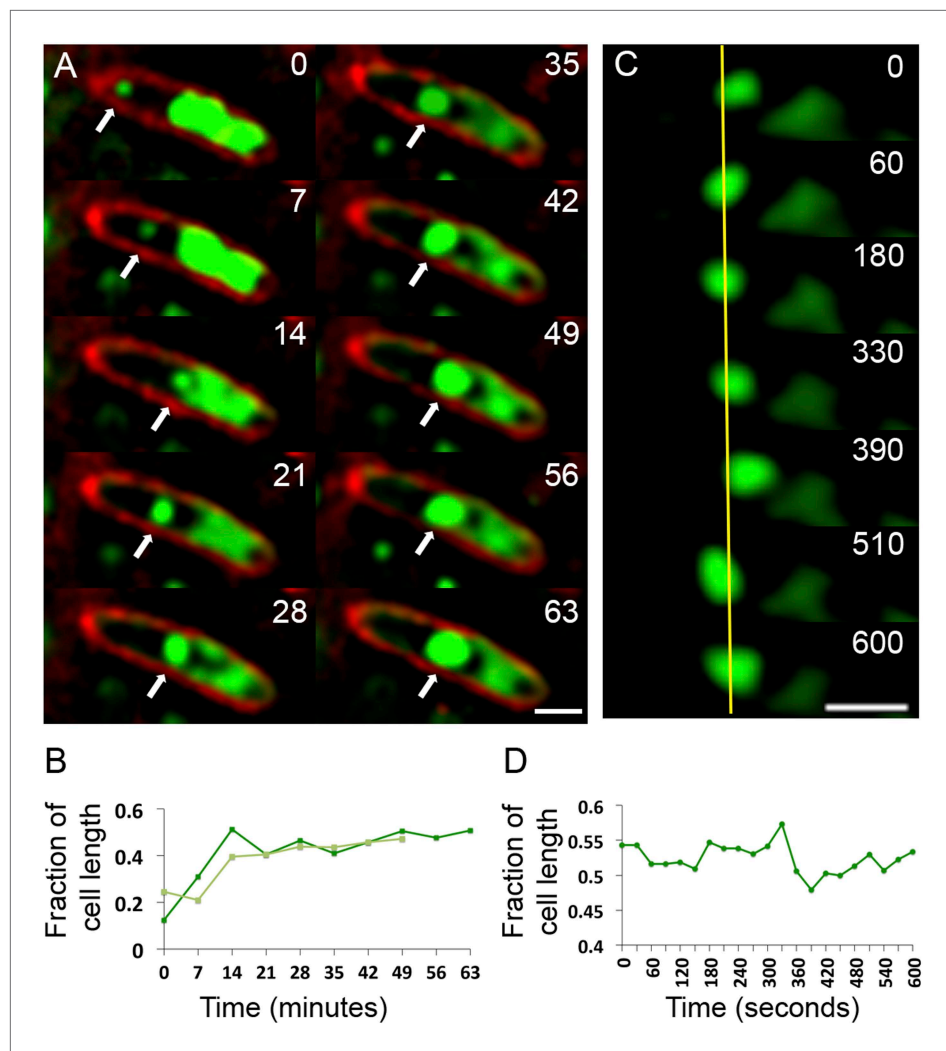 A
0
35
7
42
14
49
21
56
28
63
C
0
60
180
330
390
510
600
B
Fraction of
cell length
0.6
0.4
0.2
0
0 7 14 21 28 35 42 49 56 63
Time (minutes)
D
Fraction of
cell length
0.6
0.55
0.5
0.45
0.4
0 60 120 180 240 300 360 420 480 540 600
Time (seconds)